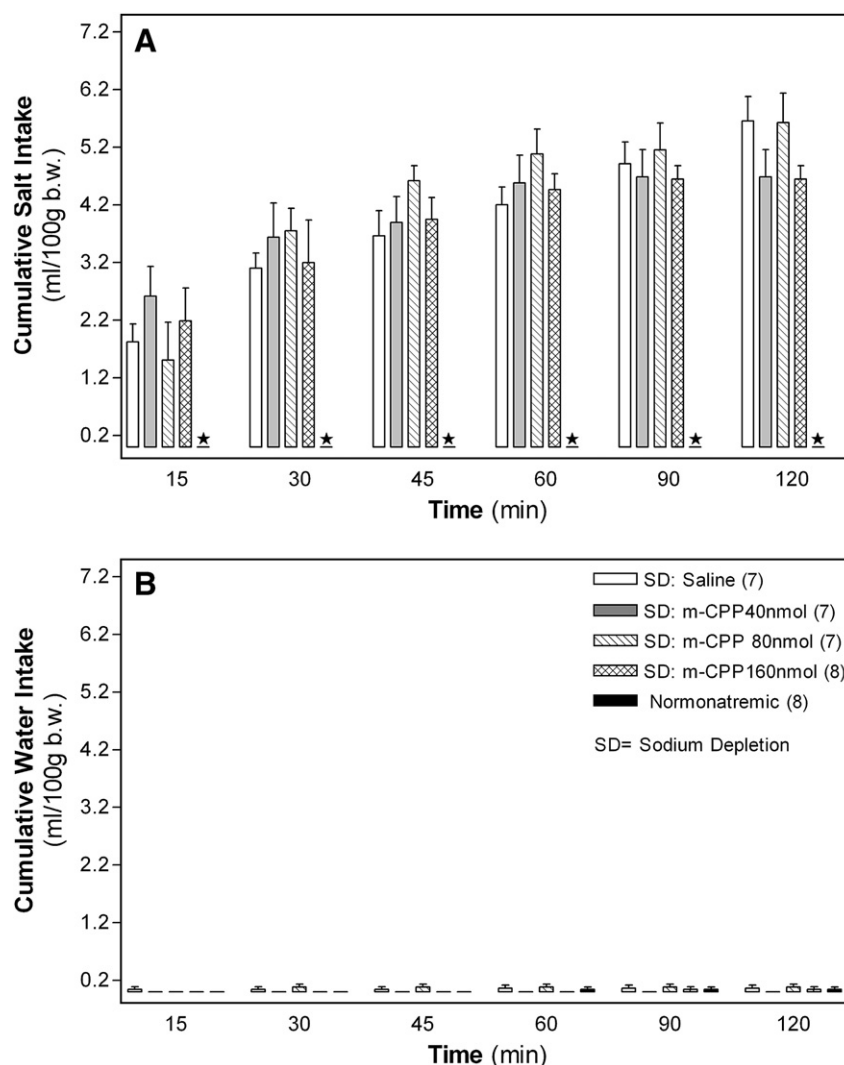 A
7.2
6.2
5.2
4.2
3.2
2.2
1.2
0.2
Cumulative Salt Intake
(ml/100g b.w.)
15 30 45 60 90 120
Time (min)
B
7.2
6.2
5.2
4.2
3.2
2.2
1.2
0.2
Cumulative Water Intake
(ml/100g b.w.)
SD: Saline (7)
SD: m-CPP40nmol (7)
SD: m-CPP 80nmol (7)
SD: m-CPP160nmol (8)
Normonatremic (8)
SD= Sodium Depletion
15 30 45 60 90 120
Time (min)